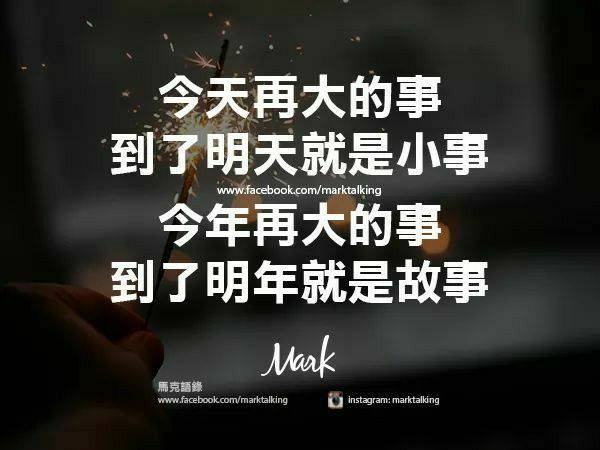 今天再大的事
到了明天就是小事
www.facebook.com/marktalking
今年再大的事
到了明年就是故事
Mark
馬克語錄
www.facebook.com/marktalking
instagram: marktalking